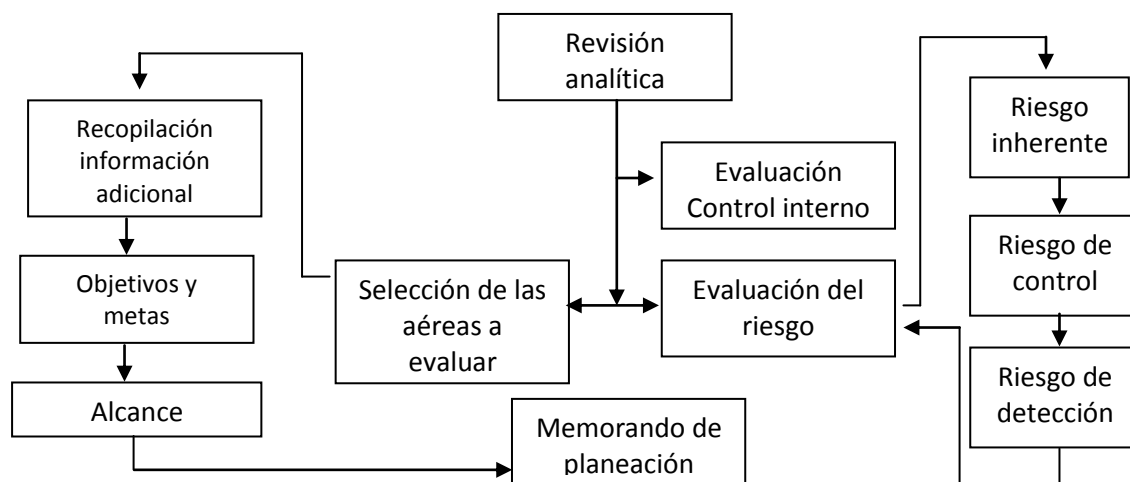 Revisión
analítica
Recopilación
información
adicional
Riesgo
inherente
Evaluación
Control interno
Riesgo de
control
Objetivos y
metas
Selección de las
aéreas a
evaluar
Evaluación del
riesgo
Riesgo de
detección
Alcance
Memorando de
planeación